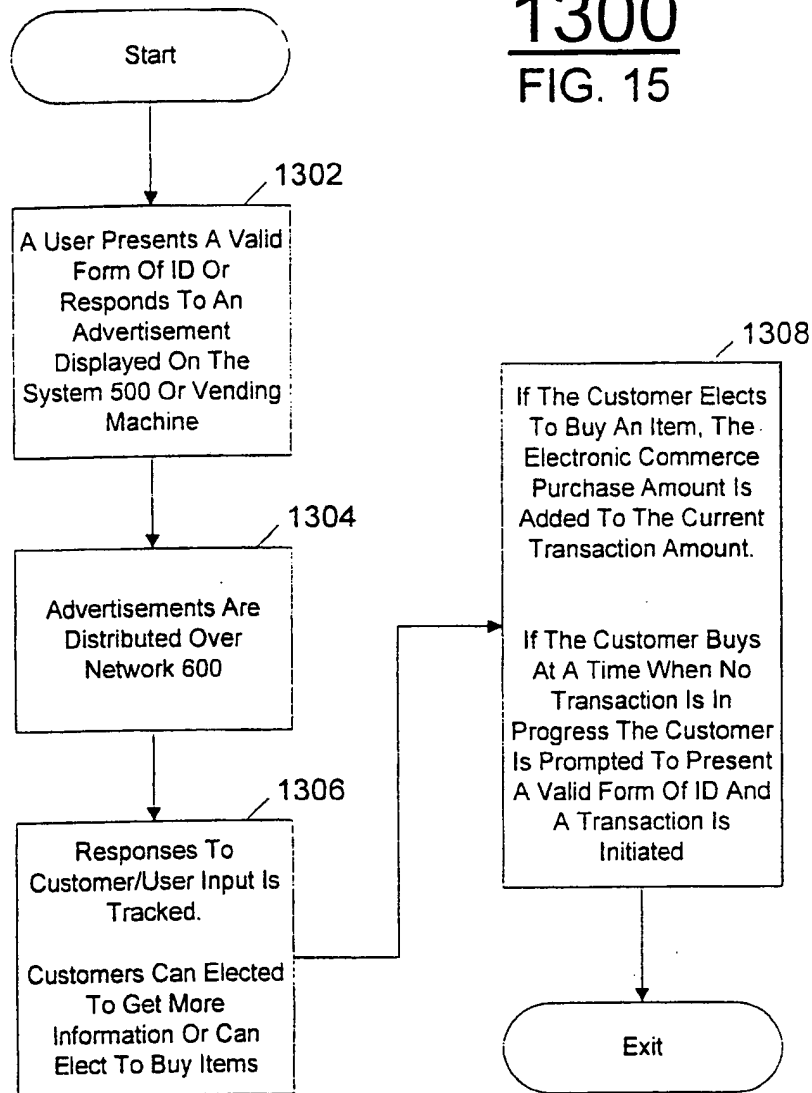 1300
FIG. 15
Start
1302
A User Presents A Valid
Form Of ID Or
Responds To An
Advertisement
Displayed On The
System 500 Or Vending
Machine
1304
Advertisements Are
Distributed Over
Network 600
1306
Responses To
Customer/User Input Is
Tracked.
Customers Can Elected
To Get More
Information Or Can
Elect To Buy Items
1308
If The Customer Elects
To Buy An Item, The
Electronic Commerce
Purchase Amount Is
Added To The Current
Transaction Amount.
If The Customer Buys
At A Time When No
Transaction Is In
Progress The Customer
Is Prompted To Present
A Valid Form Of ID And
A Transaction Is
Initiated
Exit